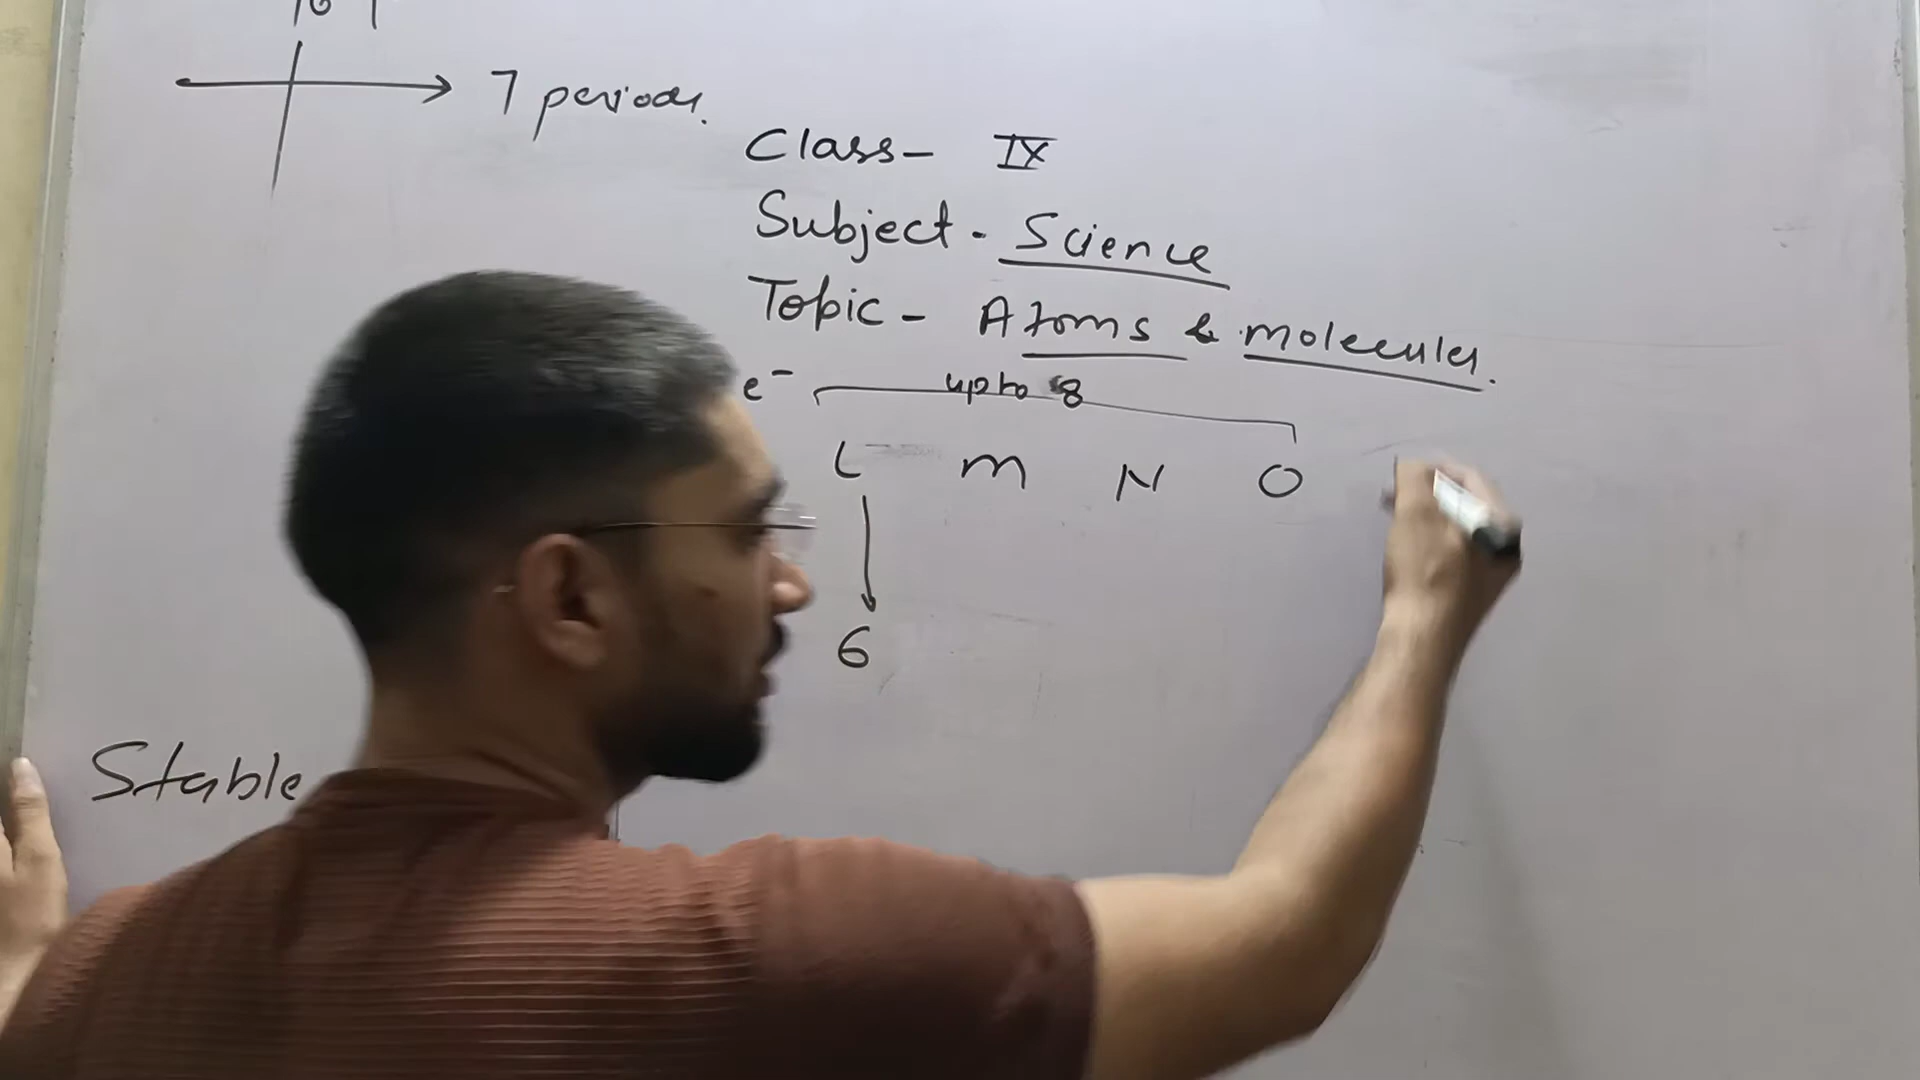 7 periods.
Class- IX
Subject- Science
Topic- Atoms & molecules.
e⁻ upto 8
L M N O
6
Stable